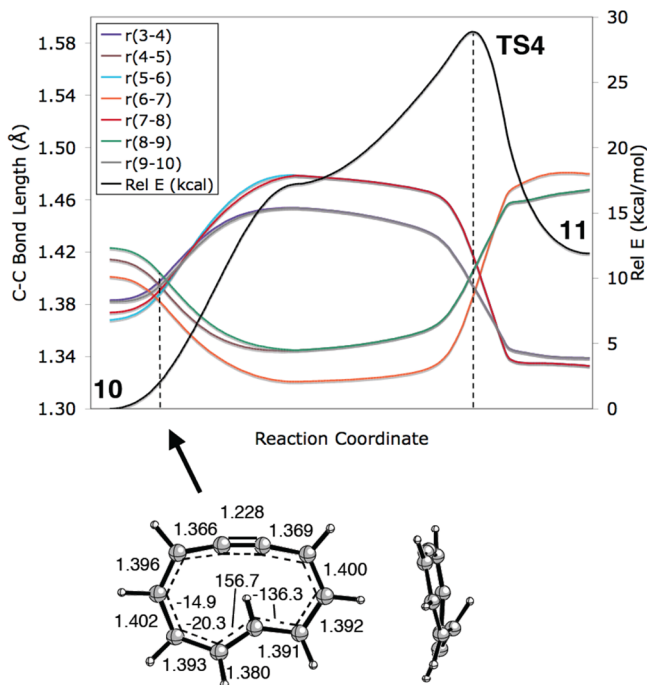 1.58
1.54
1.50
1.46
1.42
1.38
1.34
1.30
C-C Bond Length (Å)
r(3-4)
r(4-5)
r(5-6)
r(6-7)
r(7-8)
r(8-9)
r(9-10)
Rel E (kcal)
TS4
10
11
30
25
20
15
10
5
0
Rel E (kcal/mol)
Reaction Coordinate
1.228
1.366
1.369
1.396
1.400
156.7
-136.3
-14.9
1.402
-20.3
1.392
1.393
1.380
1.391